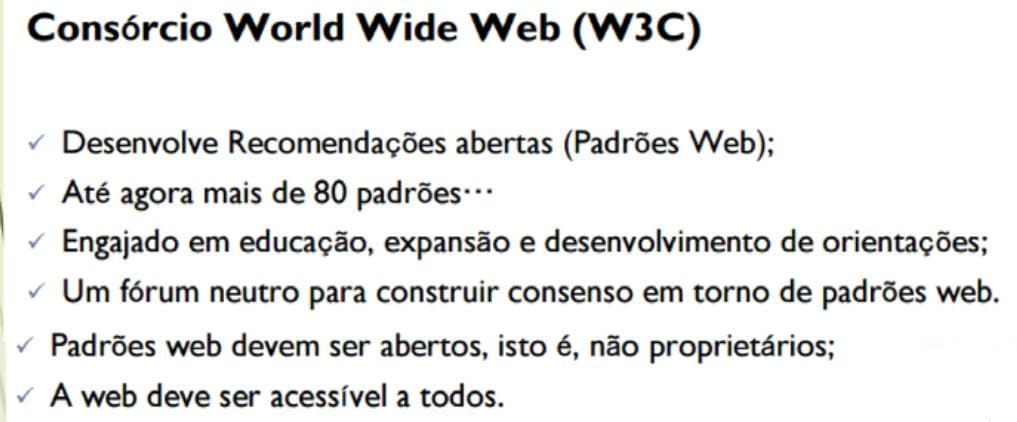 Consórcio World Wide Web (W3C)
✓ Desenvolve Recomendações abertas (Padrões Web);
✓ Até agora mais de 80 padrões…
✓ Engajado em educação, expansão e desenvolvimento de orientações;
✓ Um fórum neutro para construir consenso em torno de padrões web.
✓ Padrões web devem ser abertos, isto é, não proprietários;
✓ A web deve ser acessível a todos.